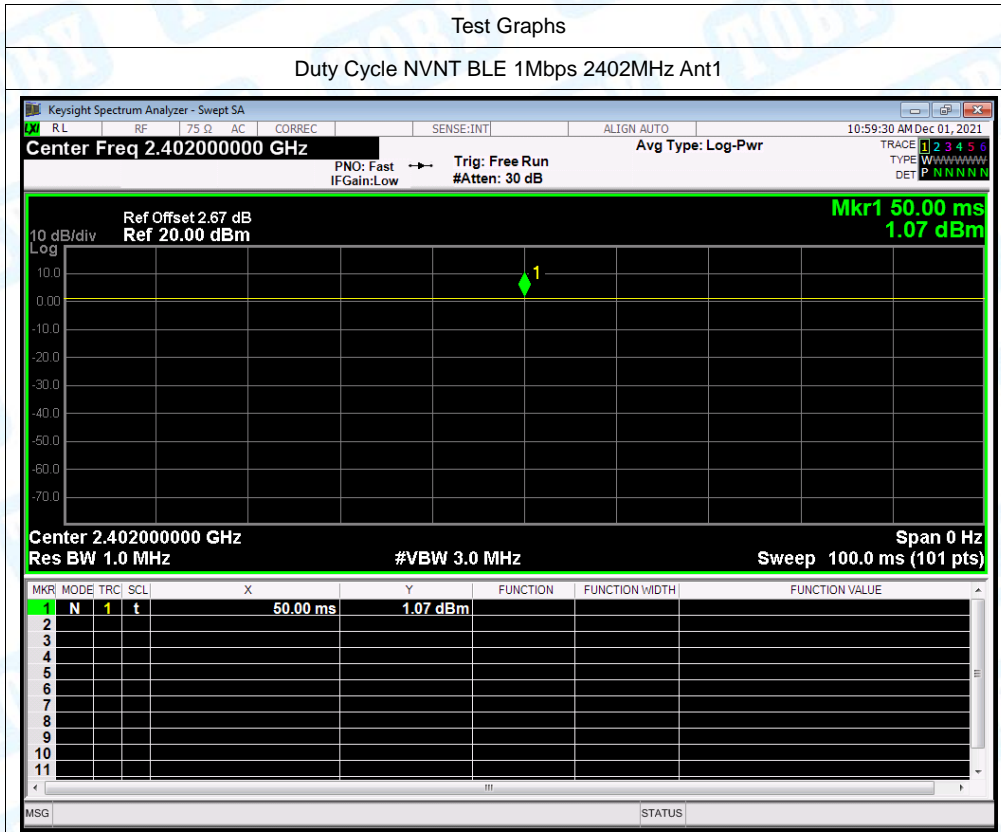 Test Graphs
Duty Cycle NVNT BLE 1Mbps 2402MHz Ant1
Keysight Spectrum Analyzer - Swept SA
LXI RL RF 75 Ω AC CORREC SENSE:INT ALIGN AUTO 10:59:30 AM Dec 01, 2021
Center Freq 2.402000000 GHz Avg Type: Log-Pwr TRACE 1 2 3 4 5 6
PNO: Fast Trig: Free Run TYPE WWWWWW
IFGain:Low #Atten: 30 dB DET P N N N N N
Mkr1 50.00 ms
Ref Offset 2.67 dB
10 dB/div Ref 20.00 dBm 1.07 dBm
Log
1
10.0
0.00
-10.0
-20.0
-30.0
-40.0
-50.0
-60.0
-70.0
Center 2.402000000 GHz Span 0 Hz
Res BW 1.0 MHz #VBW 3.0 MHz Sweep 100.0 ms (101 pts)
MKR MODE TRC SCL X Y FUNCTION FUNCTION WIDTH FUNCTION VALUE
1 N 1 t 50.00 ms 1.07 dBm
2
3
4
5
6
7
8
9
10
11
MSG STATUS